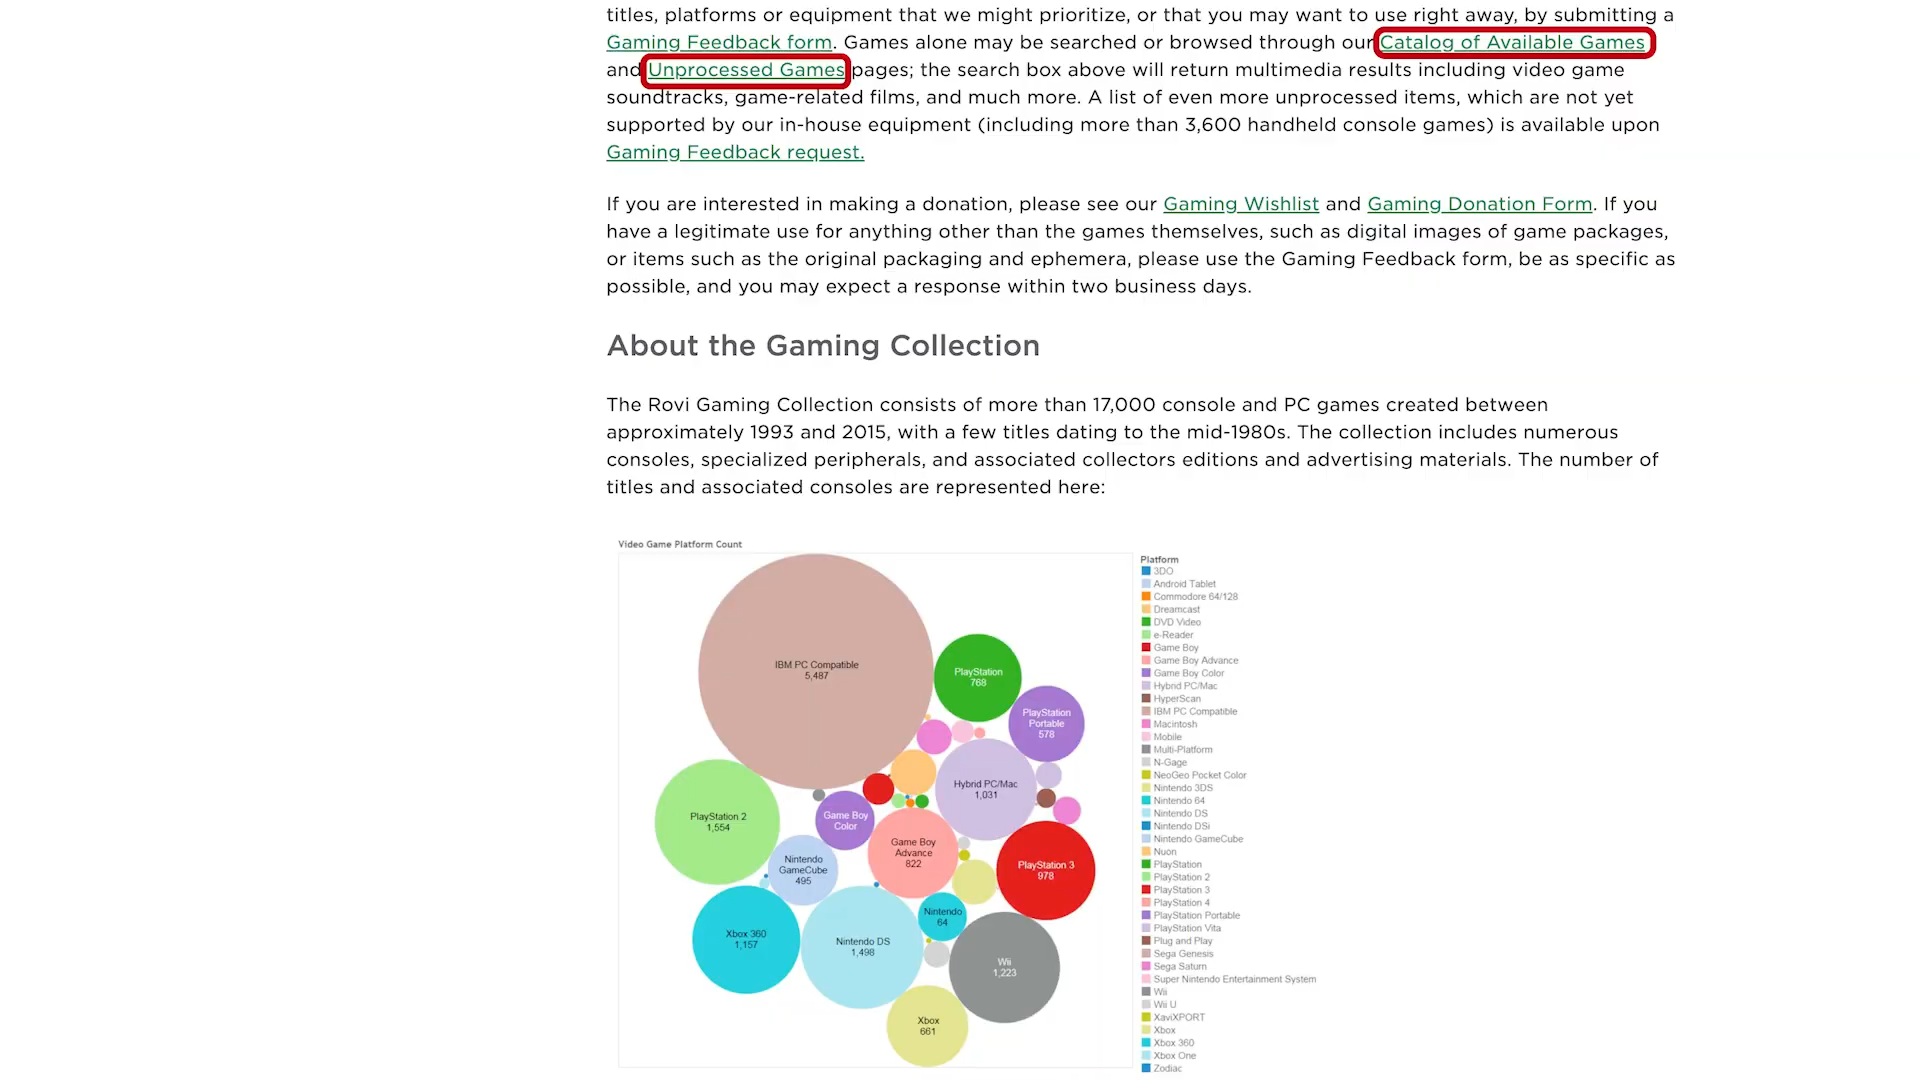 titles, platforms or equipment that we might prioritize, or that you may want to use right away, by submitting a
Gaming Feedback form. Games alone may be searched or browsed through our Catalog of Available Games
and Unprocessed Games pages; the search box above will return multimedia results including video game
soundtracks, game-related films, and much more. A list of even more unprocessed items, which are not yet
supported by our in-house equipment (including more than 3,600 handheld console games) is available upon
Gaming Feedback request.
If you are interested in making a donation, please see our Gaming Wishlist and Gaming Donation Form. If you
have a legitimate use for anything other than the games themselves, such as digital images of game packages,
or items such as the original packaging and ephemera, please use the Gaming Feedback form, be as specific as
possible, and you may expect a response within two business days.
About the Gaming Collection
The Rovi Gaming Collection consists of more than 17,000 console and PC games created between
approximately 1993 and 2015, with a few titles dating to the mid-1980s. The collection includes numerous
consoles, specialized peripherals, and associated collectors editions and advertising materials. The number of
titles and associated consoles are represented here:
Video Game Platform Count
IBM PC Compatible
5,487
PlayStation
768
PlayStation
Portable
578
Hybrid PC/Mac
1,031
PlayStation 2
1,554
Game Boy
Color
Game Boy
Advance
822
Nintendo
GameCube
495
PlayStation 3
978
Nintendo
64
Xbox 360
1,157
Nintendo DS
1,498
Wii
1,223
Xbox
661
Platform
3DO
Android Tablet
Commodore 64/128
Dreamcast
DVD Video
e-Reader
Game Boy
Game Boy Advance
Game Boy Color
Hybrid PC/Mac
HyperScan
IBM PC Compatible
Macintosh
Mobile
Multi-Platform
N-Gage
NeoGeo Pocket Color
Nintendo 3DS
Nintendo 64
Nintendo DS
Nintendo DSi
Nintendo GameCube
Nuon
PlayStation
PlayStation 2
PlayStation 3
PlayStation 4
PlayStation Portable
PlayStation Vita
Plug and Play
Sega Genesis
Sega Saturn
Super Nintendo Entertainment System
Wii
Wii U
XaviXPORT
Xbox
Xbox 360
Xbox One
Zodiac